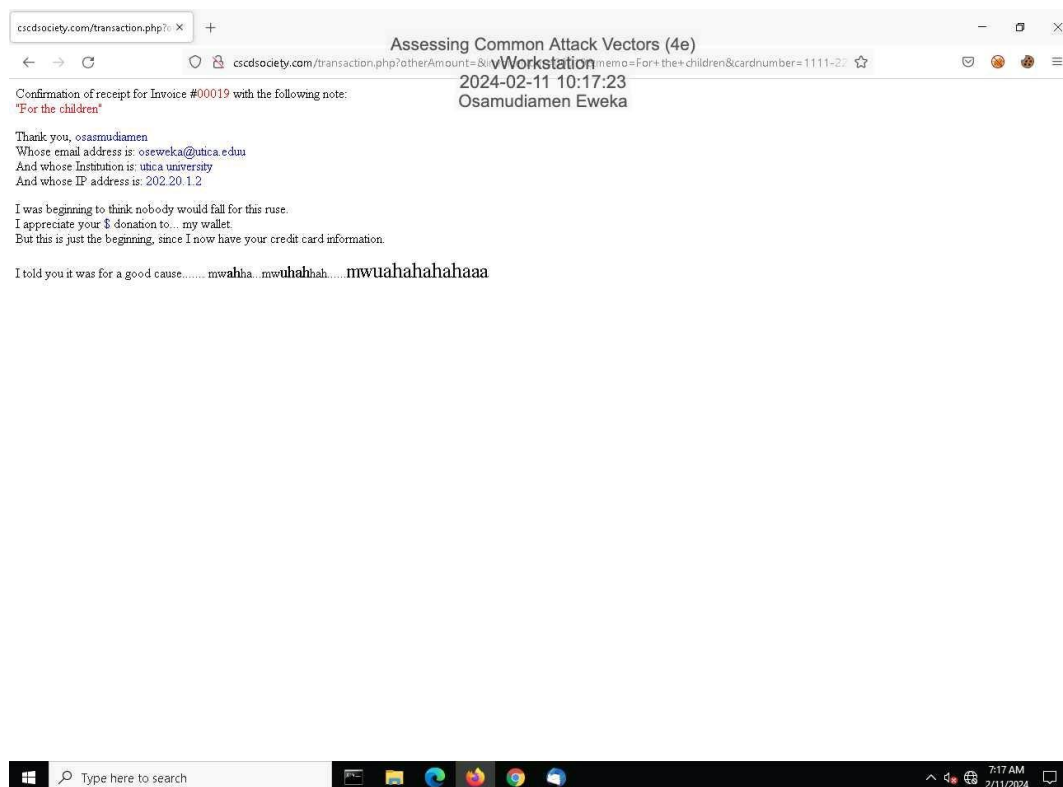 cscdsociety.com/transaction.php?
Assessing Common Attack Vectors (4e)
cscdsociety.com/transaction.php?otherAmount=&in memo=For+the+children&cardnumber=1111-22
vWorkstation
2024-02-11 10:17:23
Osamudiamen Eweka
Confirmation of receipt for Invoice #00019 with the following note:
"For the children"
Thank you, osasmudiamen
Whose email address is: oseweka@utica.eduu
And whose Institution is: utica university
And whose IP address is: 202.20.1.2
I was beginning to think nobody would fall for this ruse.
I appreciate your $ donation to... my wallet.
But this is just the beginning, since I now have your credit card information.
I told you it was for a good cause....... mwahha...mwuhahhah......mwuahahahahaaa
Type here to search
7:17 AM
2/11/2024